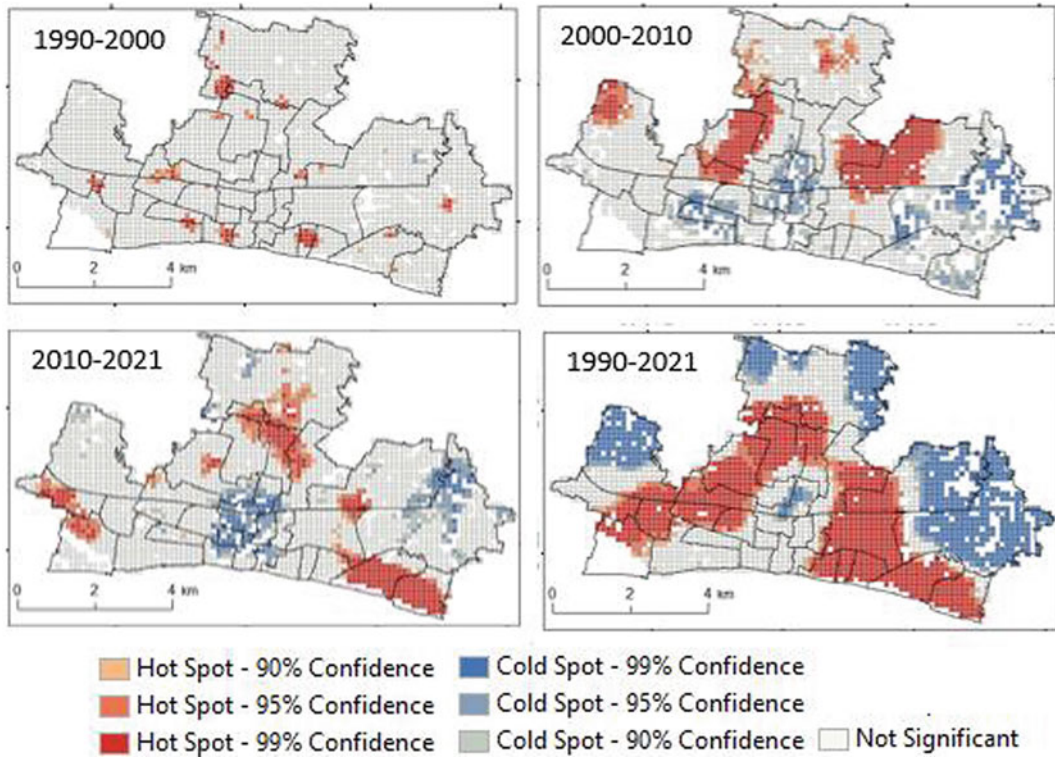 1990-2000
2000-2010
0 2 4 km
0 2 4 km
2010-2021
1990-2021
0 2 4 km
0 2 4 km
Hot Spot - 90% Confidence
Cold Spot - 99% Confidence
Hot Spot - 95% Confidence
Cold Spot - 95% Confidence
Hot Spot - 99% Confidence
Cold Spot - 90% Confidence
Not Significant